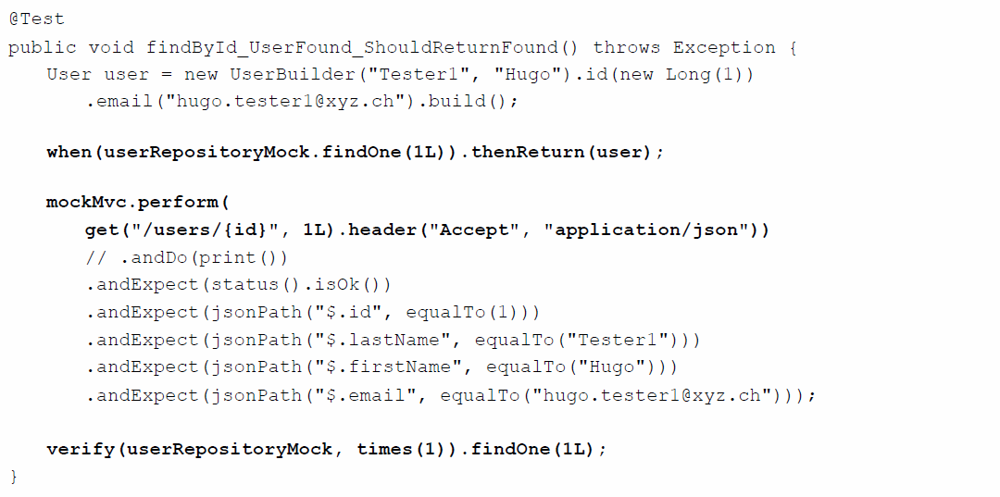 @Test
public void findById_UserFound_ShouldReturnFound() throws Exception {
User user = new UserBuilder("Tester1", "Hugo").id(new Long(1))
.email("hugo.tester1@xyz.ch").build();
when(userRepositoryMock.findOne(1L)).thenReturn(user);
mockMvc.perform(
get("/users/{id}", 1L).header("Accept", "application/json"))
// .andDo(print())
.andExpect(status().isOk())
.andExpect(jsonPath("$.id", equalTo(1)))
.andExpect(jsonPath("$.lastName", equalTo("Tester1")))
.andExpect(jsonPath("$.firstName", equalTo("Hugo")))
.andExpect(jsonPath("$.email", equalTo("hugo.tester1@xyz.ch")));
verify(userRepositoryMock, times(1)).findOne(1L);
}